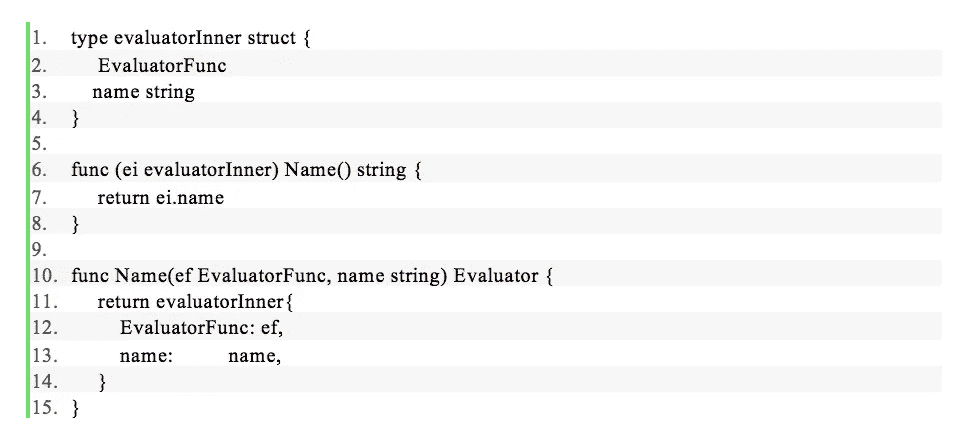 1. type evaluatorInner struct {
2. EvaluatorFunc
3. name string
4. }
5.
6. func (ei evaluatorInner) Name() string {
7. return ei.name
8. }
9.
10. func Name(ef EvaluatorFunc, name string) Evaluator {
11. return evaluatorInner{
12. EvaluatorFunc: ef,
13. name: name,
14. }
15. }